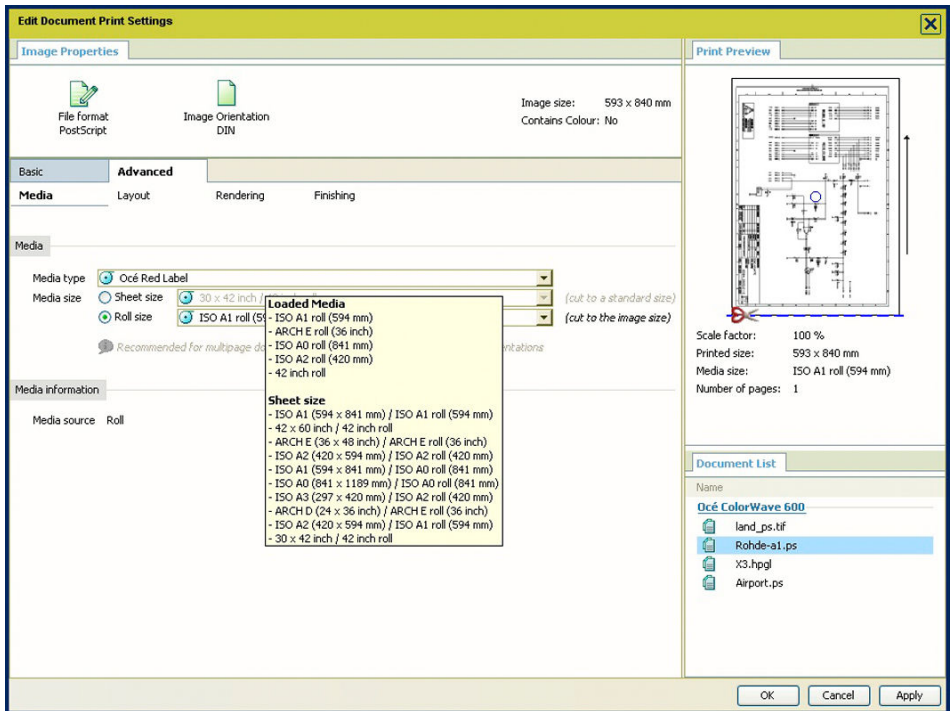 Edit Document Print Settings
Image Properties
File format
PostScript
Image Orientation
DIN
Image size: 593 x 840 mm
Contains Colour: No
Basic
Advanced
Media
Layout
Rendering
Finishing
Media
Media type
Océ Red Label
Media size
Sheet size
30 x 42 inch /
(cut to a standard size)
Roll size
ISO A1 roll (59
(cut to the image size)
Recommended for multipage do
entations
Loaded Media
- ISO A1 roll (594 mm)
- ARCH E roll (36 inch)
- ISO A0 roll (841 mm)
- ISO A2 roll (420 mm)
- 42 inch roll
Sheet size
- ISO A1 (594 x 841 mm) / ISO A1 roll (594 mm)
- 42 x 60 inch / 42 inch roll
- ARCH E (36 x 48 inch) / ARCH E roll (36 inch)
- ISO A2 (420 x 594 mm) / ISO A2 roll (420 mm)
- ISO A1 (594 x 841 mm) / ISO A0 roll (841 mm)
- ISO A0 (841 x 1189 mm) / ISO A0 roll (841 mm)
- ISO A3 (297 x 420 mm) / ISO A2 roll (420 mm)
- ARCH D (24 x 36 inch) / ARCH E roll (36 inch)
- ISO A2 (420 x 594 mm) / ISO A1 roll (594 mm)
- 30 x 42 inch / 42 inch roll
Media information
Media source Roll
Print Preview
Scale factor: 100 %
Printed size: 593 x 840 mm
Media size: ISO A1 roll (594 mm)
Number of pages: 1
Document List
Name
Océ ColorWave 600
land_ps.tif
Rohde-a1.ps
X3.hpgl
Airport.ps
OK
Cancel
Apply